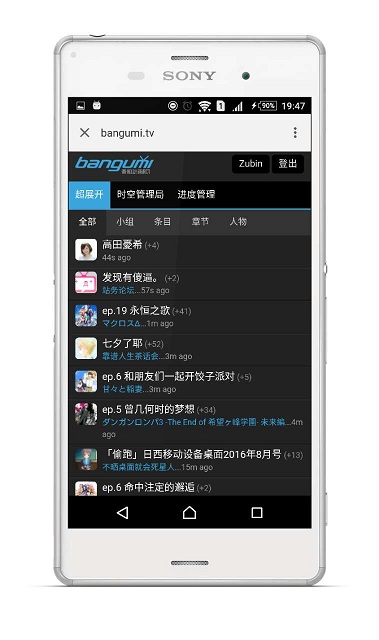 SONY
90% 19:47
bangumi.tv
bangumi
Zubin 登出
超展开 时空管理局 进度管理
全部 小组 条目 章节 人物
高田憂希 (+4)
44s ago
发现有傻逼。 (+2)
站务论坛...57s ago
ep.19 永恒之歌 (+41)
マクロスΔ...1m ago
七夕了耶 (+52)
靠谱人生茶话会...3m ago
ep.6 和朋友们一起开饺子派对 (+5)
甘々と稲妻...3m ago
ep.5 曾几何时的梦想 (+34)
ダンガンロンパ3 -The End of 希望ヶ峰学園- 未来編...4m
ago
「偷跑」日西移动设备桌面2016年8月号 (+13)
不晒桌面就会死星人...15m ago
ep.6 命中注定的邂逅 (+2)